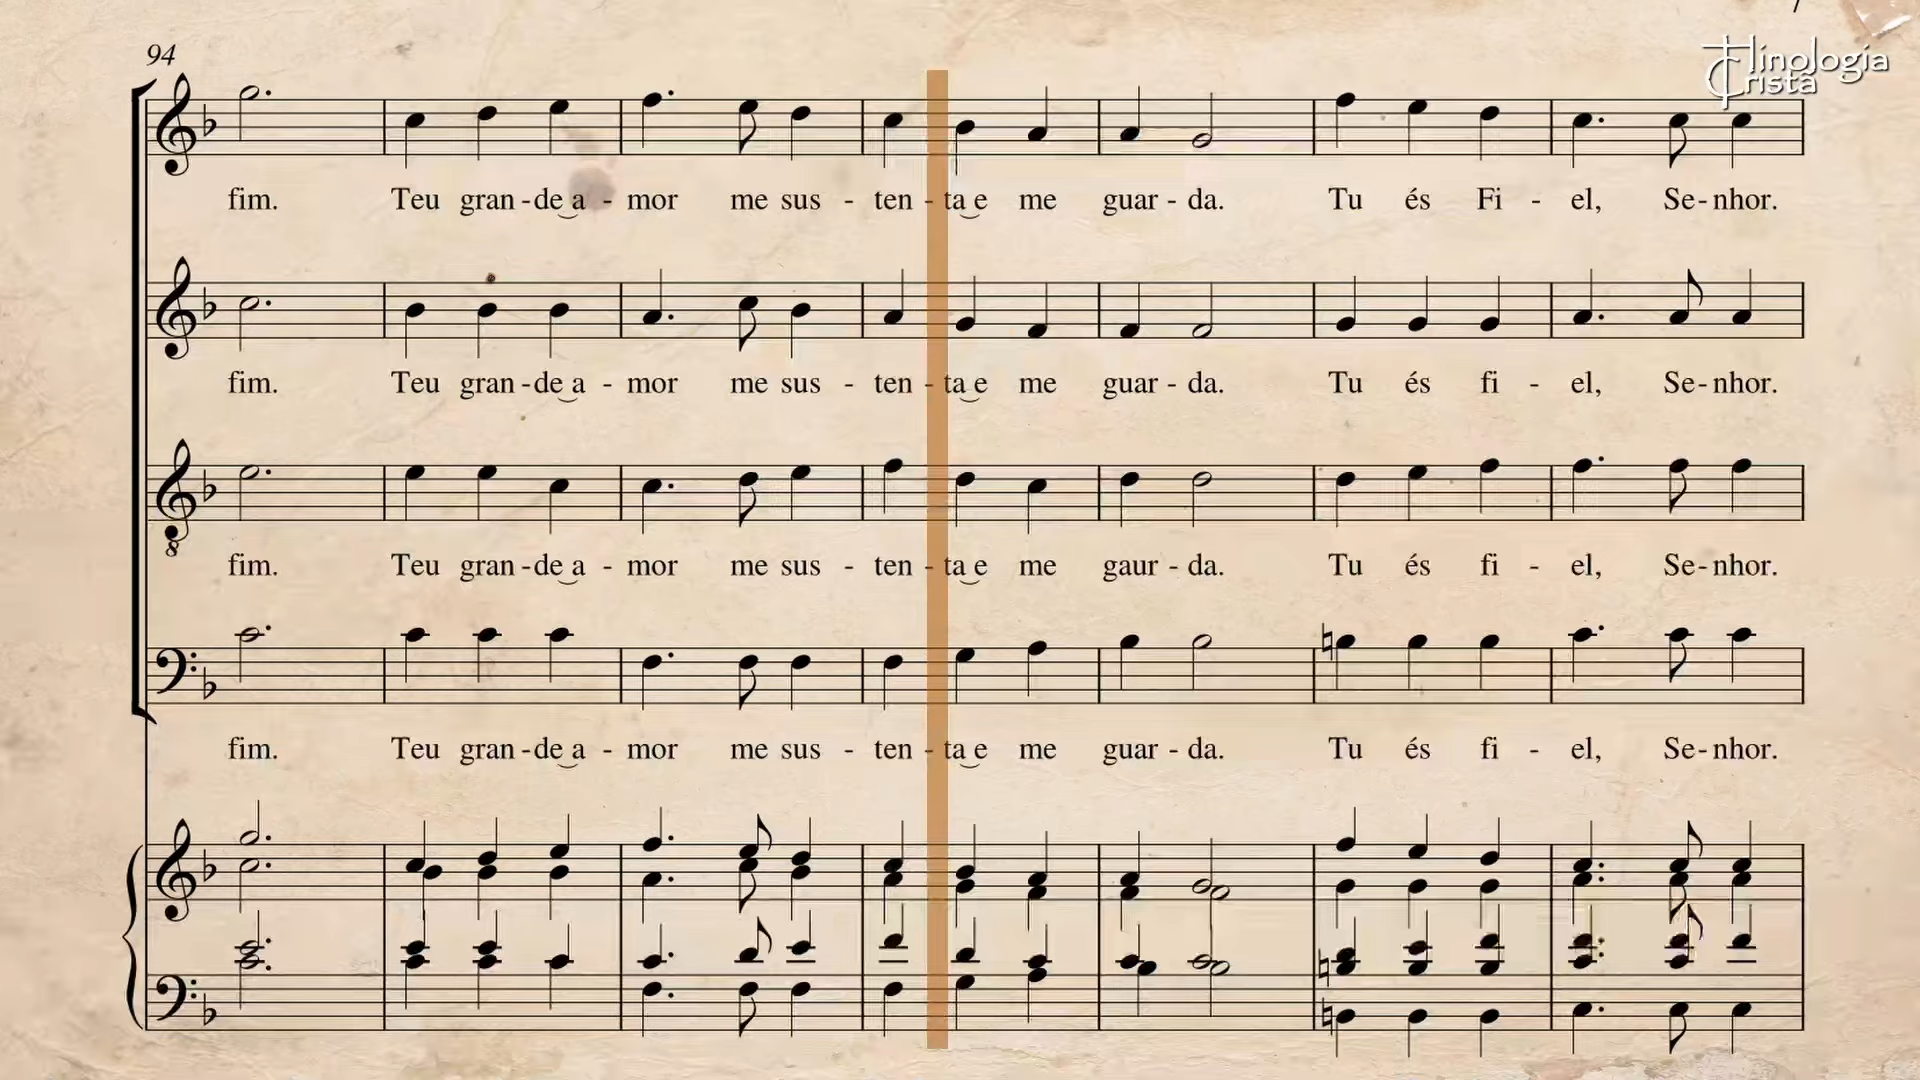 7
Hinologia
Cristã
94
fim. Teu gran - de a - mor me sus - ten - ta e me guar - da. Tu és Fi - el, Se - nhor.
fim. Teu gran - de a - mor me sus - ten - ta e me guar - da. Tu és fi - el, Se - nhor.
8
fim. Teu gran - de a - mor me sus - ten - ta e me gaur - da. Tu és fi - el, Se - nhor.
fim. Teu gran - de a - mor me sus - ten - ta e me guar - da. Tu és fi - el, Se - nhor.